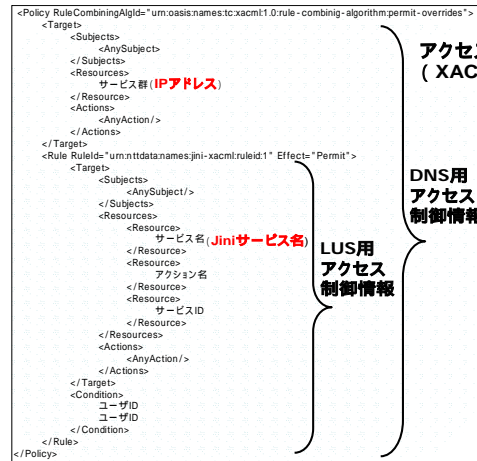 <Policy RuleCombiningAlgId="urn:oasis:names:tc:xacml:1.0:rule-combinig-algorithm:permit-overrides">
<Target>
<Subjects>
<AnySubject>
</Subjects>
<Resources>
サービス群(IPアドレス)
</Resource>
<Actions>
<AnyAction/>
</Actions>
</Target>
<Rule RuleId="urn:nttdata:names:jini-xacml:ruleid:1" Effect="Permit">
<Target>
<Subjects>
<AnySubject/>
</Subjects>
<Resources>
<Resource>
サービス名(Jiniサービス名)
</Resource>
<Resource>
アクション名
</Resource>
<Resource>
サービスID
</Resource>
</Resources>
<Actions>
<AnyAction/>
</Actions>
</Target>
<Condition>
ユーザID
ユーザID
</Condition>
</Rule>
</Policy>
LUS用
アクセス
制御情報
アクセ
(XAC
DNS用
アクセス
制御情報